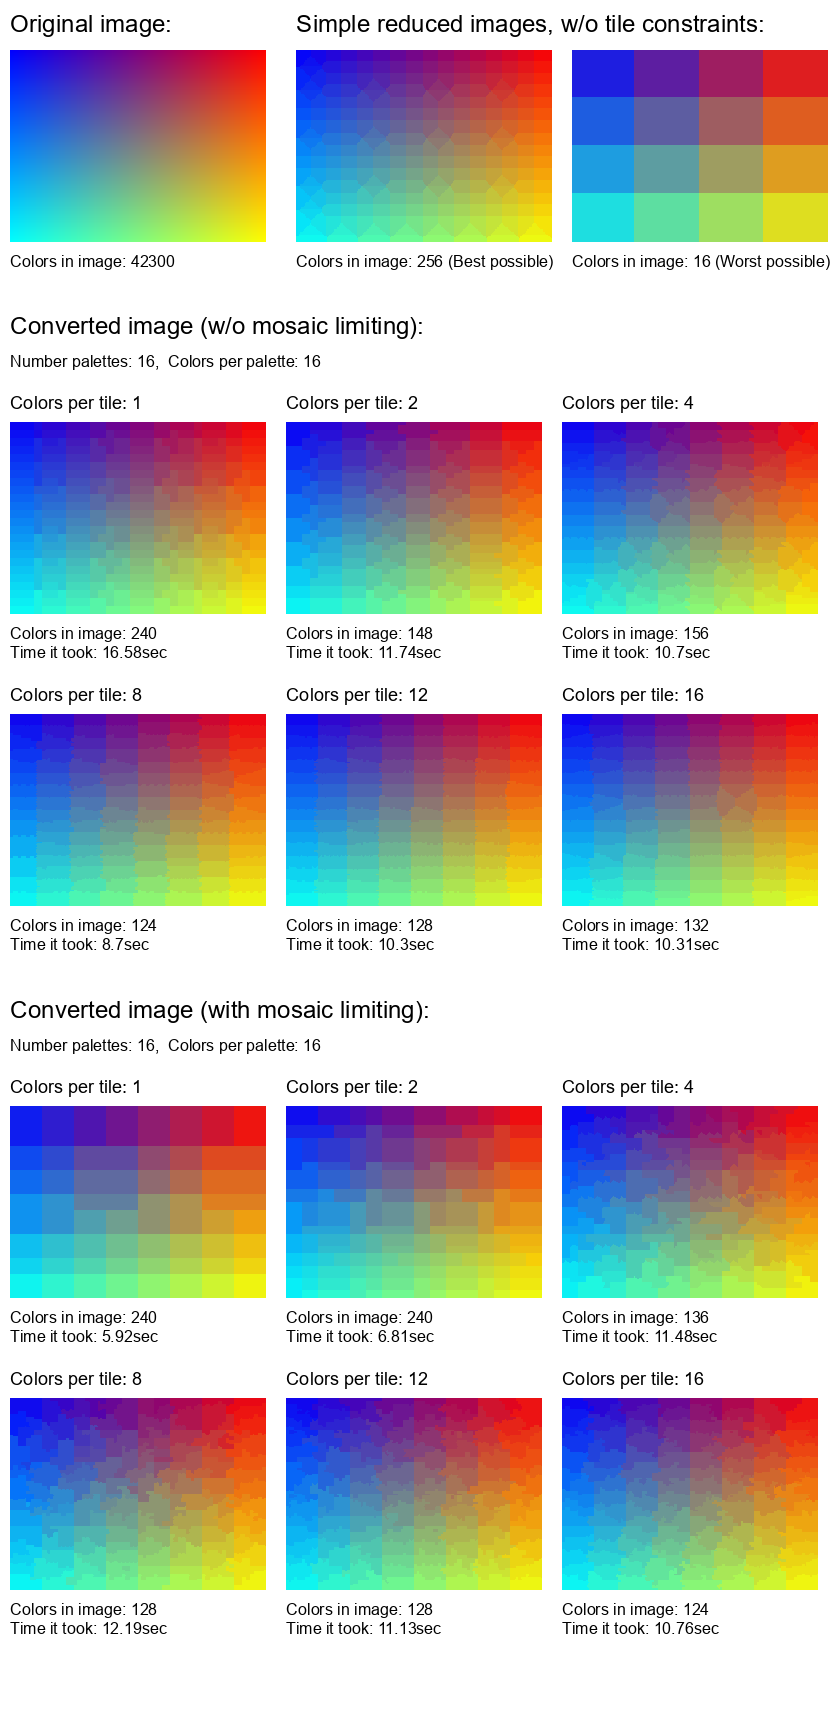 Original image:
Simple reduced images, w/o tile constraints:
Colors in image: 42300
Colors in image: 256 (Best possible)
Colors in image: 16 (Worst possible)
Converted image (w/o mosaic limiting):
Number palettes: 16,  Colors per palette: 16
Colors per tile: 1
Colors per tile: 2
Colors per tile: 4
Colors in image: 240
Time it took: 16.58sec
Colors in image: 148
Time it took: 11.74sec
Colors in image: 156
Time it took: 10.7sec
Colors per tile: 8
Colors per tile: 12
Colors per tile: 16
Colors in image: 124
Time it took: 8.7sec
Colors in image: 128
Time it took: 10.3sec
Colors in image: 132
Time it took: 10.31sec
Converted image (with mosaic limiting):
Number palettes: 16,  Colors per palette: 16
Colors per tile: 1
Colors per tile: 2
Colors per tile: 4
Colors in image: 240
Time it took: 5.92sec
Colors in image: 240
Time it took: 6.81sec
Colors in image: 136
Time it took: 11.48sec
Colors per tile: 8
Colors per tile: 12
Colors per tile: 16
Colors in image: 128
Time it took: 12.19sec
Colors in image: 128
Time it took: 11.13sec
Colors in image: 124
Time it took: 10.76sec